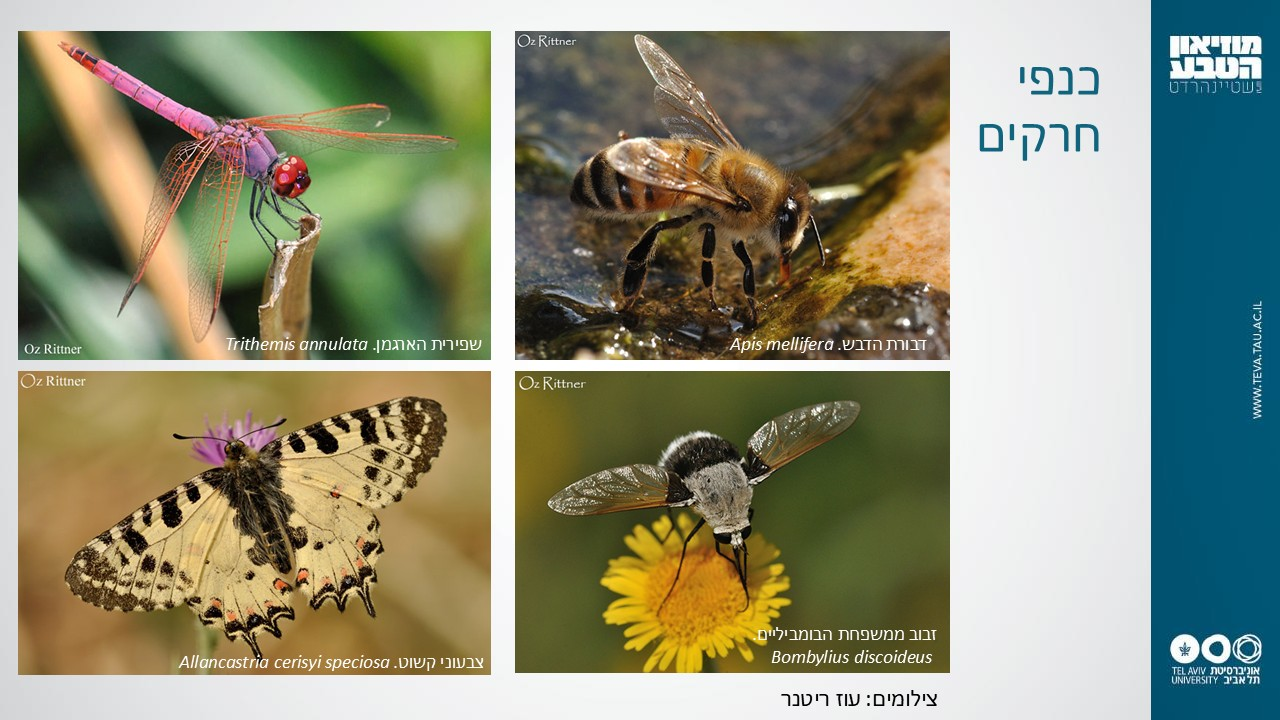 כנפי
חרקים
מוזיאון
הטבע
שטיינהרדט
Oz Rittner
דבורת הדבש. Apis mellifera
Oz Rittner
שפירית הארגמן. Trithemis annulata
Oz Rittner
זבוב ממשפחת הבומביליים.
Bombylius discoideus
Oz Rittner
צבעוני קשוט. Allancastria cerisyi speciosa
צילומים: עוז ריטנר
WWW.TEVA.TAU.AC.IL
TEL AVIV אוניברסיטת
UNIVERSITY תל אביב